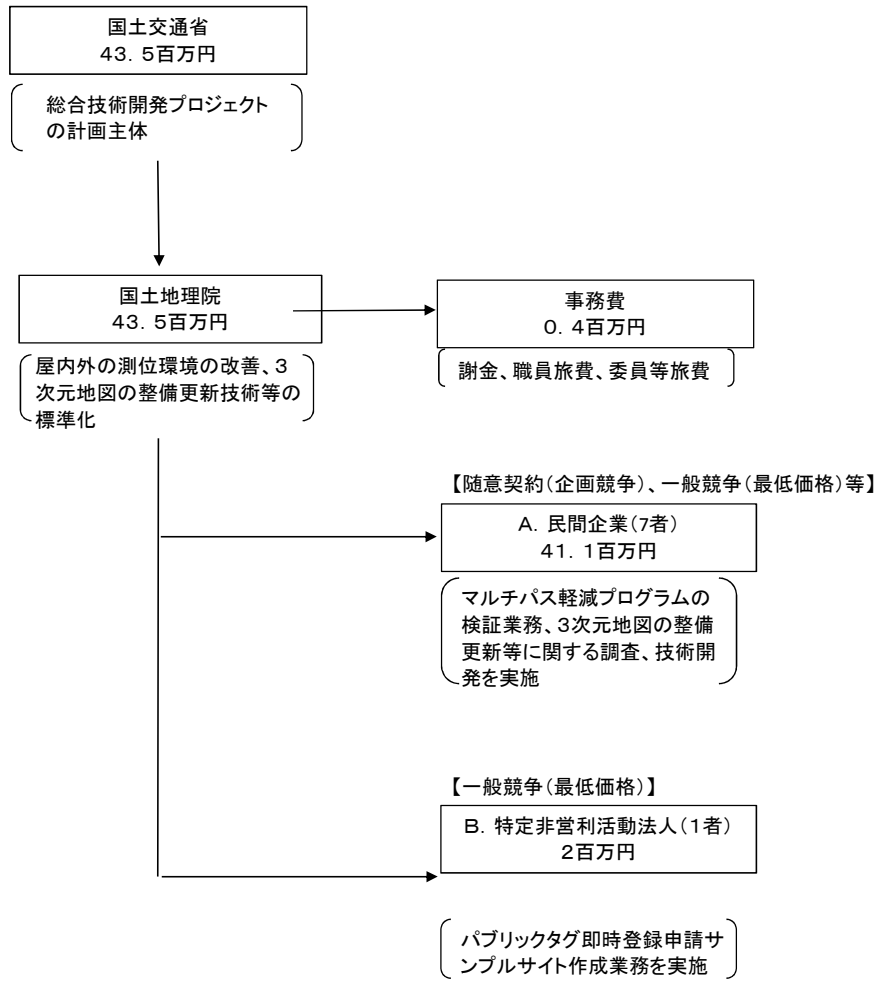 国土交通省
43．5百万円
総合技術開発プロジェクト
の計画主体
国土地理院
43．5百万円
事務費
0．4百万円
屋内外の測位環境の改善、3
次元地図の整備更新技術等の
標準化
謝金、職員旅費、委員等旅費
【随意契約（企画競争）、一般競争（最低価格）等】
A．民間企業（7者）
41．1百万円
マルチパス軽減プログラムの
検証業務、3次元地図の整備
更新等に関する調査、技術開
発を実施
【一般競争（最低価格）】
B．特定非営利活動法人（1者）
2百万円
パブリックタグ即時登録申請サ
ンプルサイト作成業務を実施